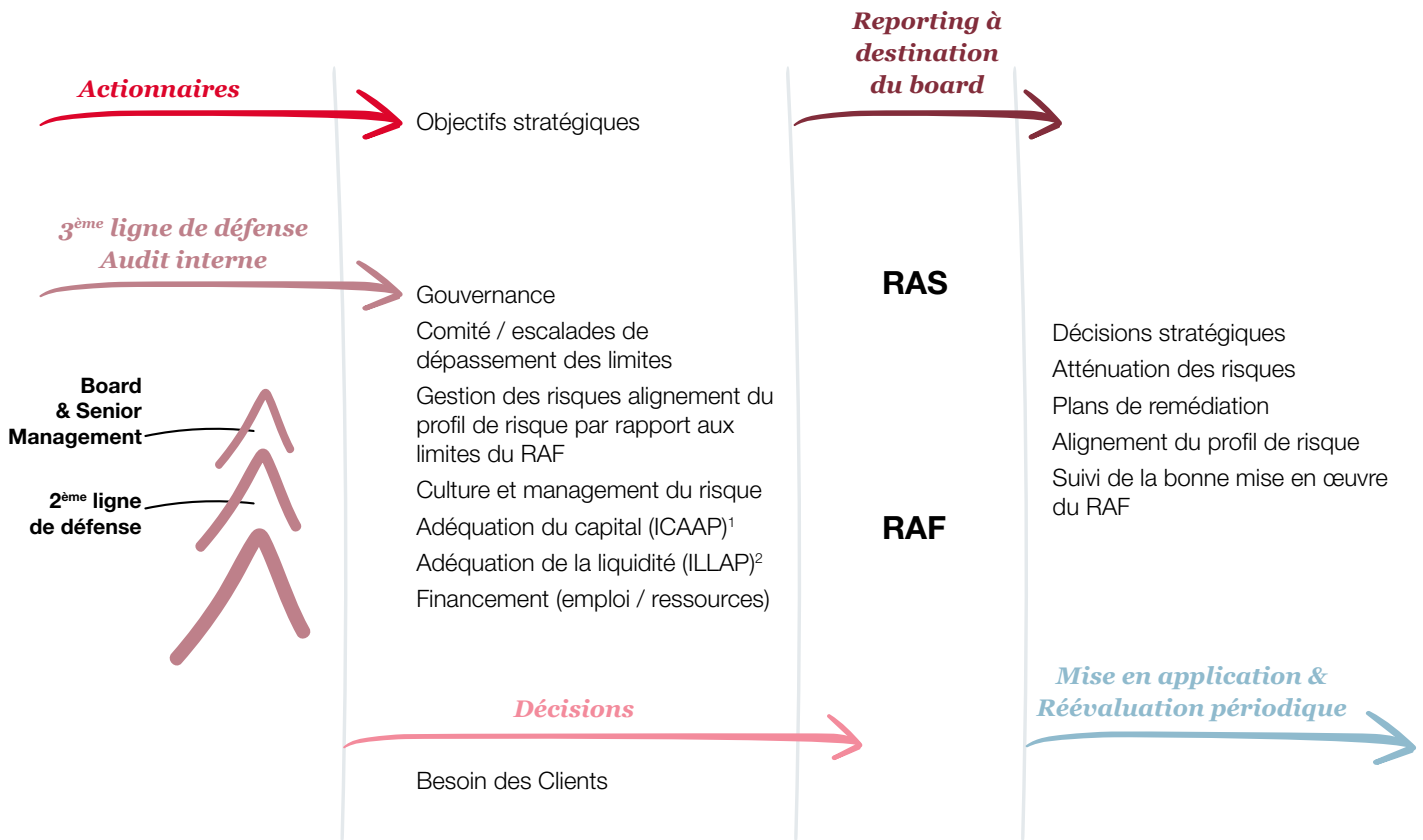 Actionnaires
Objectifs stratégiques
Reporting à
destination
du board
3ème ligne de défense
Audit interne
Board
& Senior
Management
2ème ligne
de défense
Gouvernance
Comité / escalades de
dépassement des limites
Gestion des risques alignement du
profil de risque par rapport aux
limites du RAF
Culture et management du risque
Adéquation du capital (ICAAP)1
Adéquation de la liquidité (ILLAP)2
Financement (emploi / ressources)
Décisions
Besoin des Clients
RAS
RAF
Décisions stratégiques
Atténuation des risques
Plans de remédiation
Alignement du profil de risque
Suivi de la bonne mise en œuvre
du RAF
Mise en application &
Réévaluation périodique